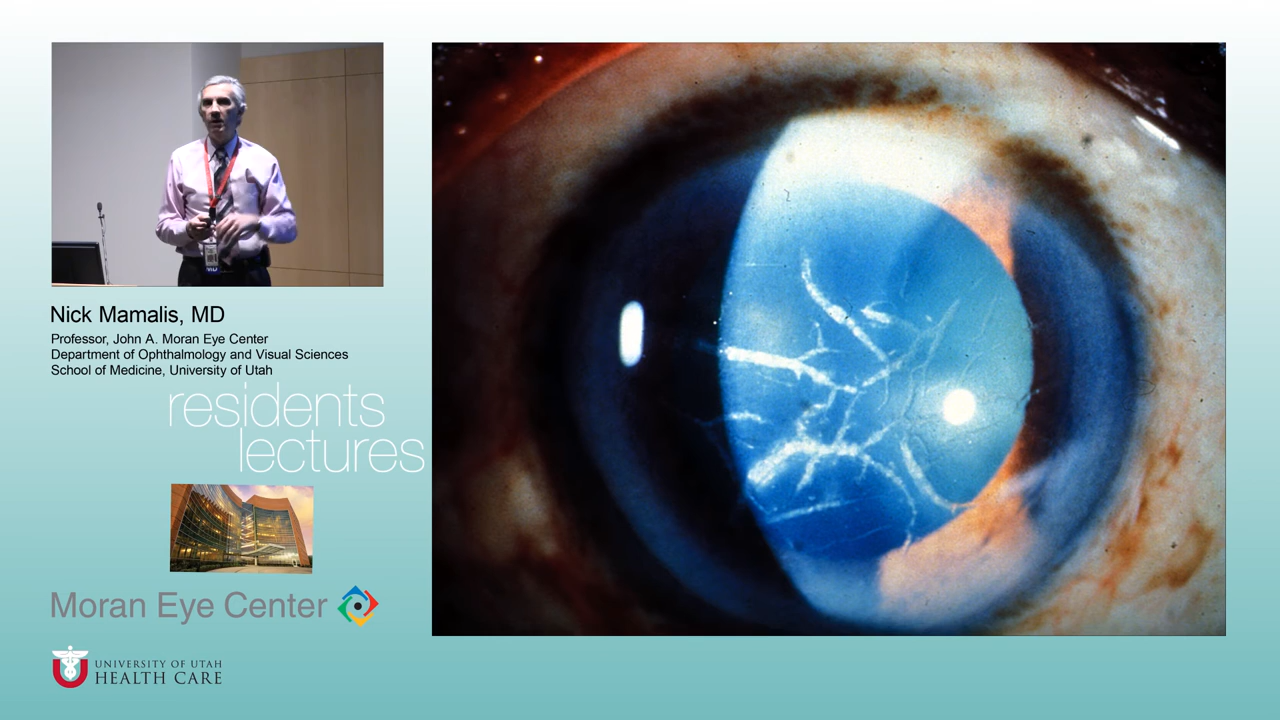 Nick Mamalis, MD
Professor, John A. Moran Eye Center
Department of Ophthalmology and Visual Sciences
School of Medicine, University of Utah
residents
lectures
Moran Eye Center
UNIVERSITY OF UTAH
HEALTH CARE